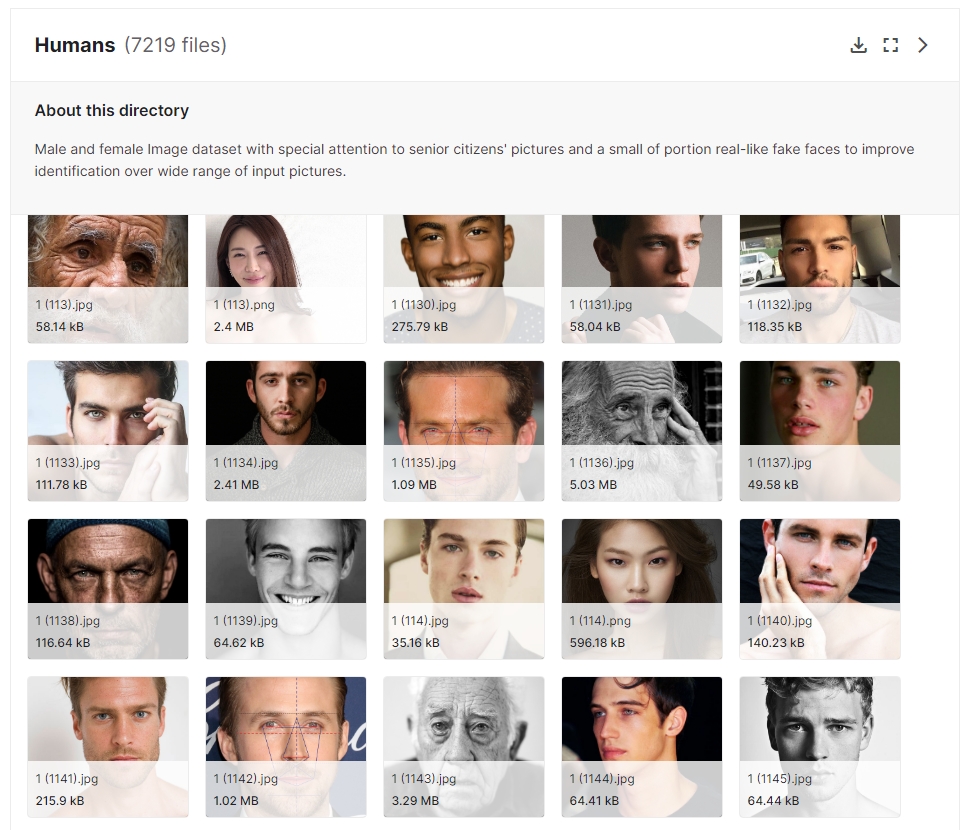 Humans (7219 files)
About this directory
Male and female Image dataset with special attention to senior citizens' pictures and a small of portion real-like fake faces to improve
identification over wide range of input pictures.
1 (113).jpg
58.14 kB
1 (113).png
2.4 MB
1 (1130).jpg
275.79 kB
1 (1131).jpg
58.04 kB
1 (1132).jpg
118.35 kB
1 (1133).jpg
111.78 kB
1 (1134).jpg
2.41 MB
1 (1135).jpg
1.09 MB
1 (1136).jpg
5.03 MB
1 (1137).jpg
49.58 kB
1 (1138).jpg
116.64 kB
1 (1139).jpg
64.62 kB
1 (114).jpg
35.16 kB
1 (114).png
596.18 kB
1 (1140).jpg
140.23 kB
1 (1141).jpg
215.9 kB
1 (1142).jpg
1.02 MB
1 (1143).jpg
3.29 MB
1 (1144).jpg
64.41 kB
1 (1145).jpg
64.44 kB